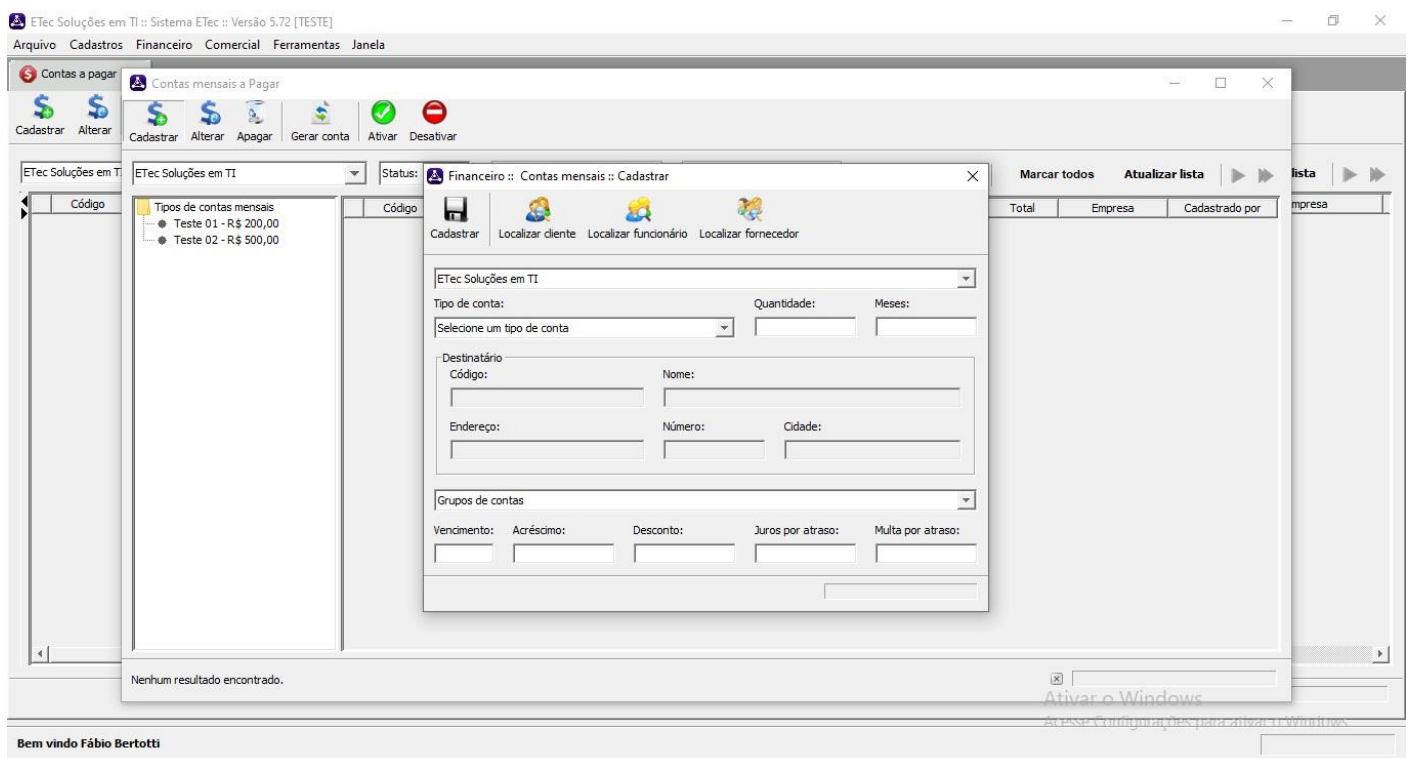 ETec Soluções em TI :: Sistema ETec :: Versão 5.72 [TESTE]
Arquivo Cadastros Financeiro Comercial Ferramentas Janela
Contas a pagar
Cadastrar Alterar
ETec Soluções em T
Código
lista
mpresa
Contas mensais a Pagar
Cadastrar Alterar Apagar Gerar conta Ativar Desativar
ETec Soluções em TI Status: Marcar todos Atualizar lista
Tipos de contas mensais
Teste 01 - R$ 200,00
Teste 02 - R$ 500,00
Código Total Empresa Cadastrado por
Financeiro :: Contas mensais :: Cadastrar
Cadastrar Localizar cliente Localizar funcionário Localizar fornecedor
ETec Soluções em TI
Tipo de conta: Quantidade: Meses:
Selecione um tipo de conta
Destinatário
Código: Nome:
Endereço: Número: Cidade:
Grupos de contas
Vencimento: Acréscimo: Desconto: Juros por atraso: Multa por atraso:
Nenhum resultado encontrado.
Ativar o Windows
Acesse Configurações para ativar o Windows.
Bem vindo Fábio Bertotti